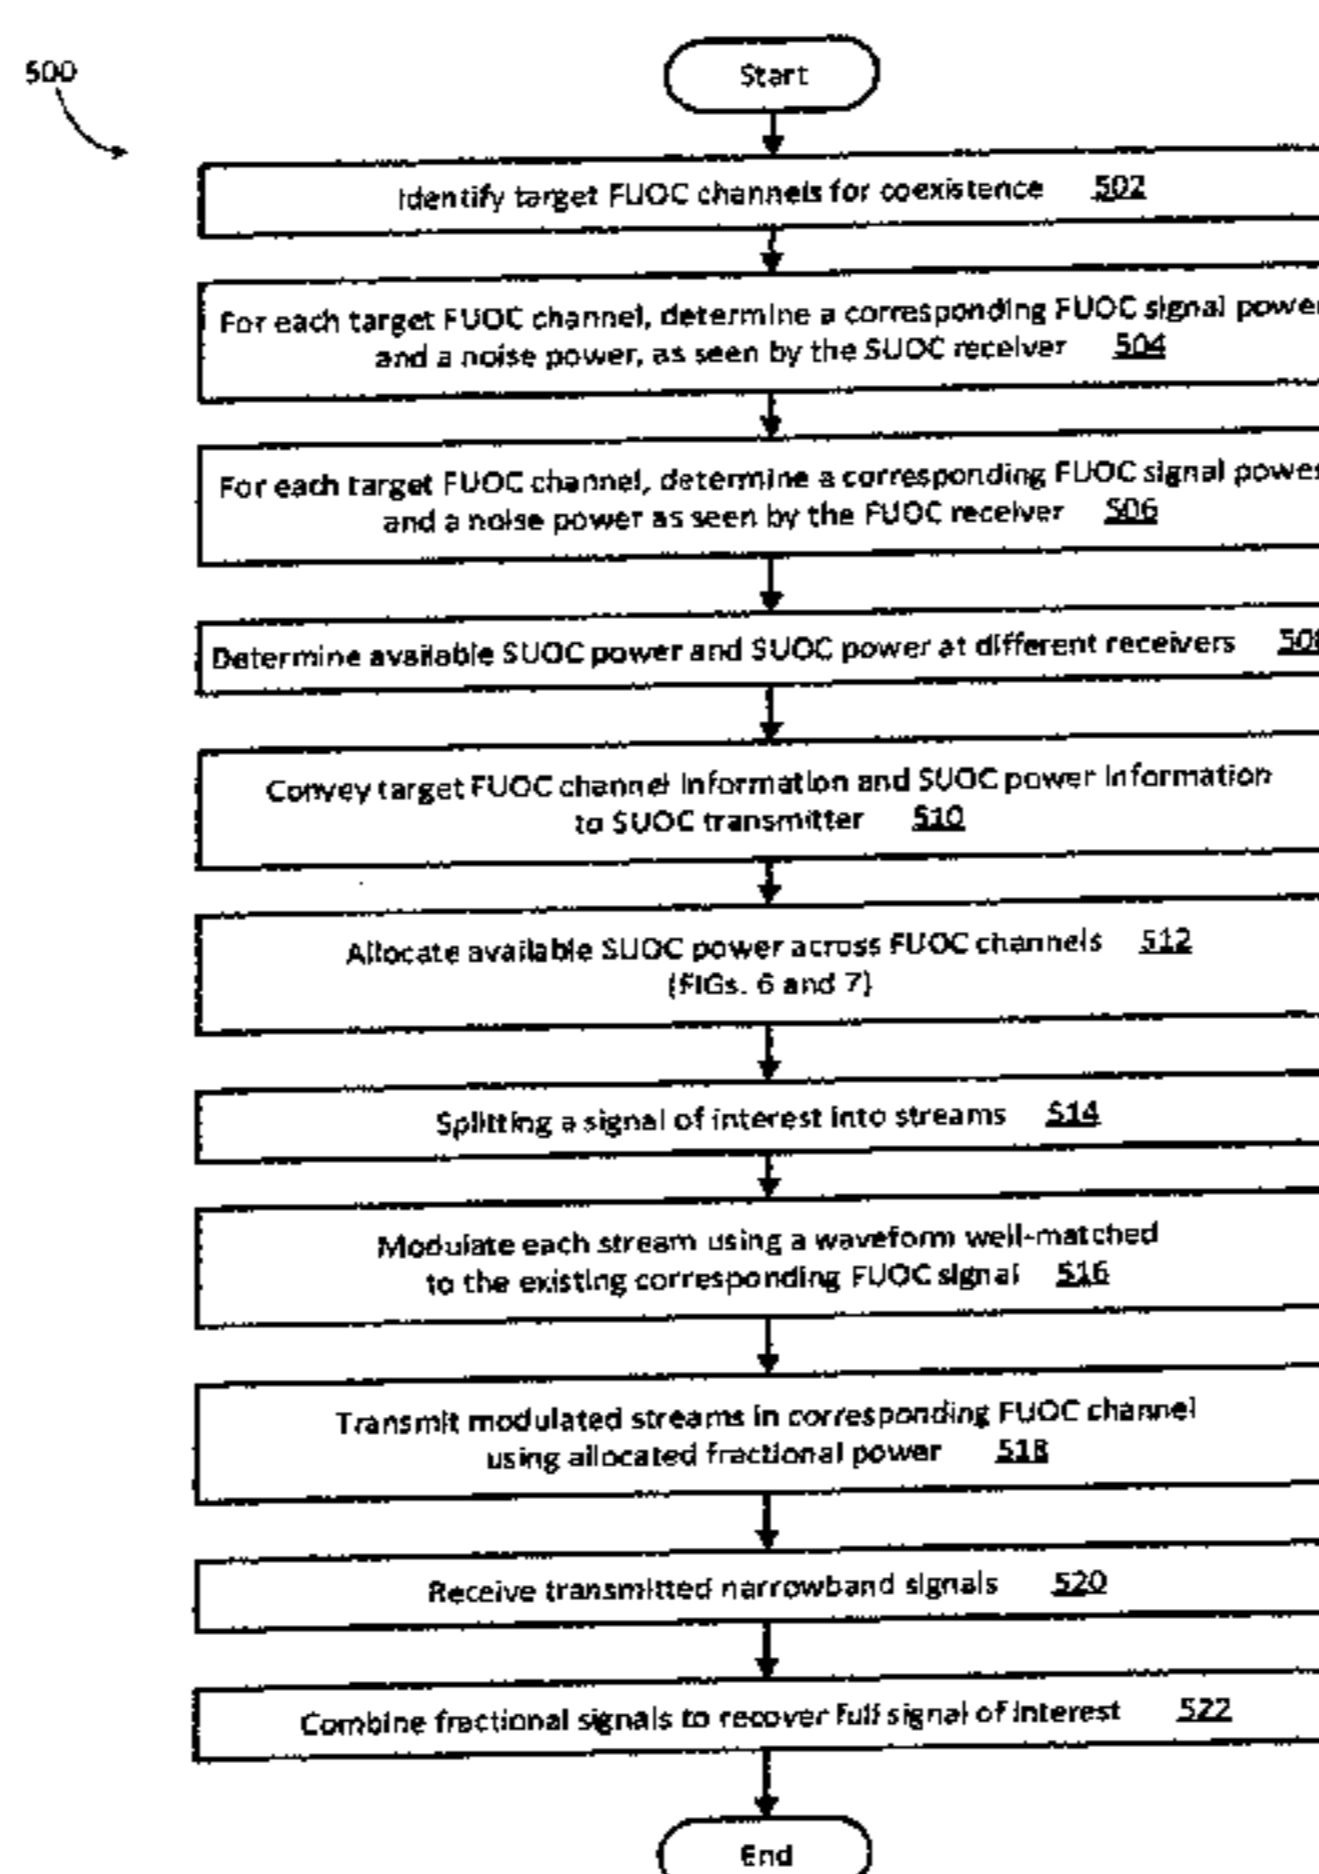 500
Start
Identify target FUOC channels for coexistence 502
For each target FUOC channel, determine a corresponding FUOC signal power
and a noise power, as seen by the SUOC receiver 504
For each target FUOC channel, determine a corresponding FUOC signal power
and a noise power as seen by the FUOC receiver 506
Determine available SUOC power and SUOC power at different receivers 508
Convey target FUOC channel information and SUOC power information
to SUOC transmitter 510
Allocate available SUOC power across FUOC channels 512
(FIGs. 6 and 7)
Splitting a signal of interest into streams 514
Modulate each stream using a waveform well-matched
to the existing corresponding FUOC signal 516
Transmit modulated streams in corresponding FUOC channel
using allocated fractional power 518
Receive transmitted narrowband signals 520
Combine fractional signals to recover full signal of interest 522
End